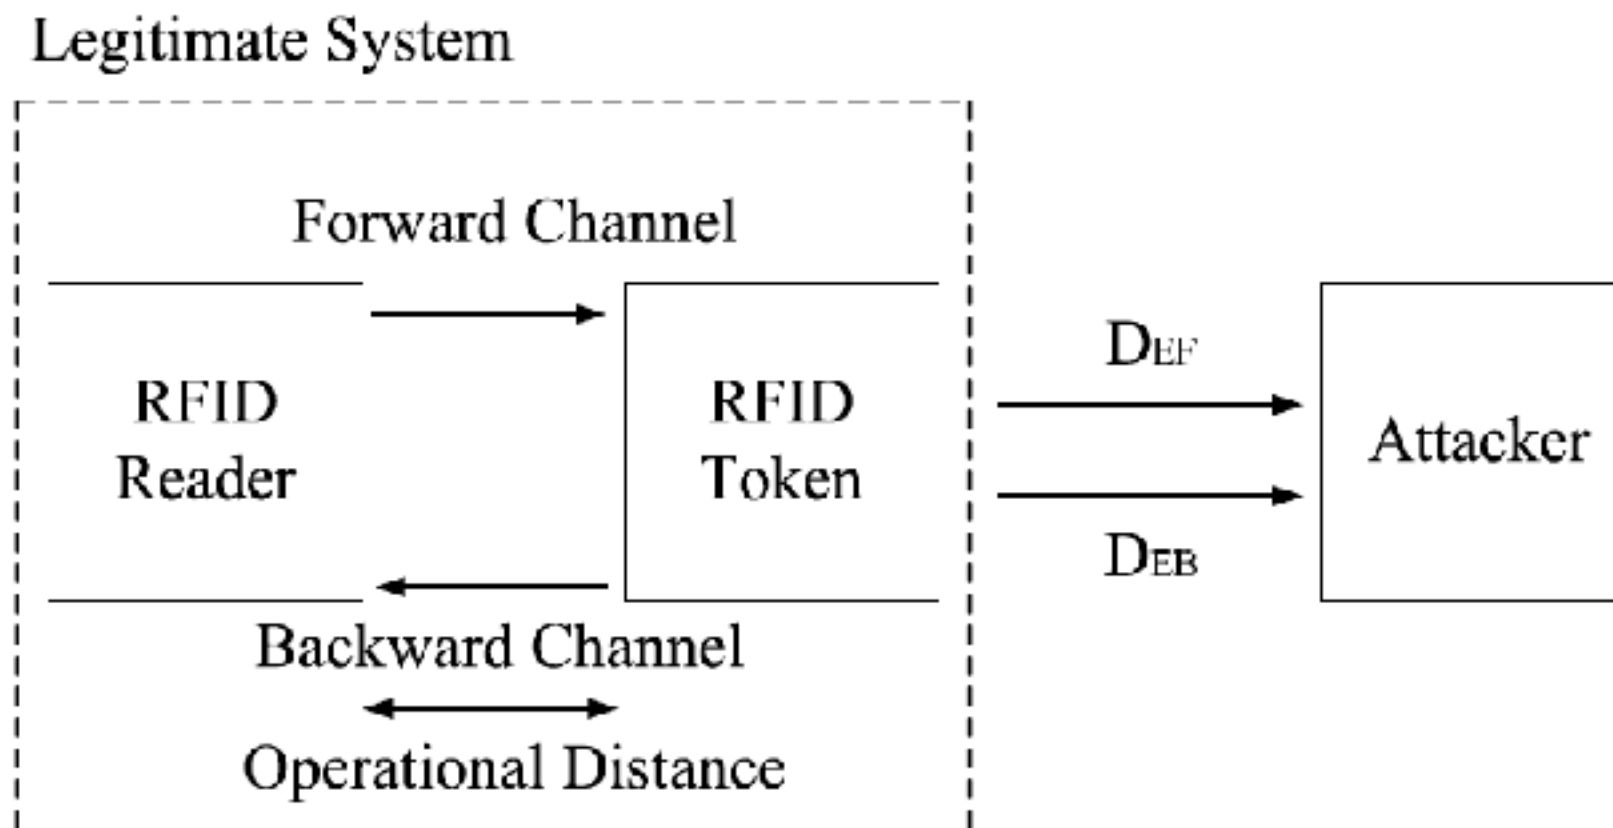 Legitimate System
Forward Channel
RFID
Reader
RFID
Token
DEF
DEB
Attacker
Backward Channel
Operational Distance